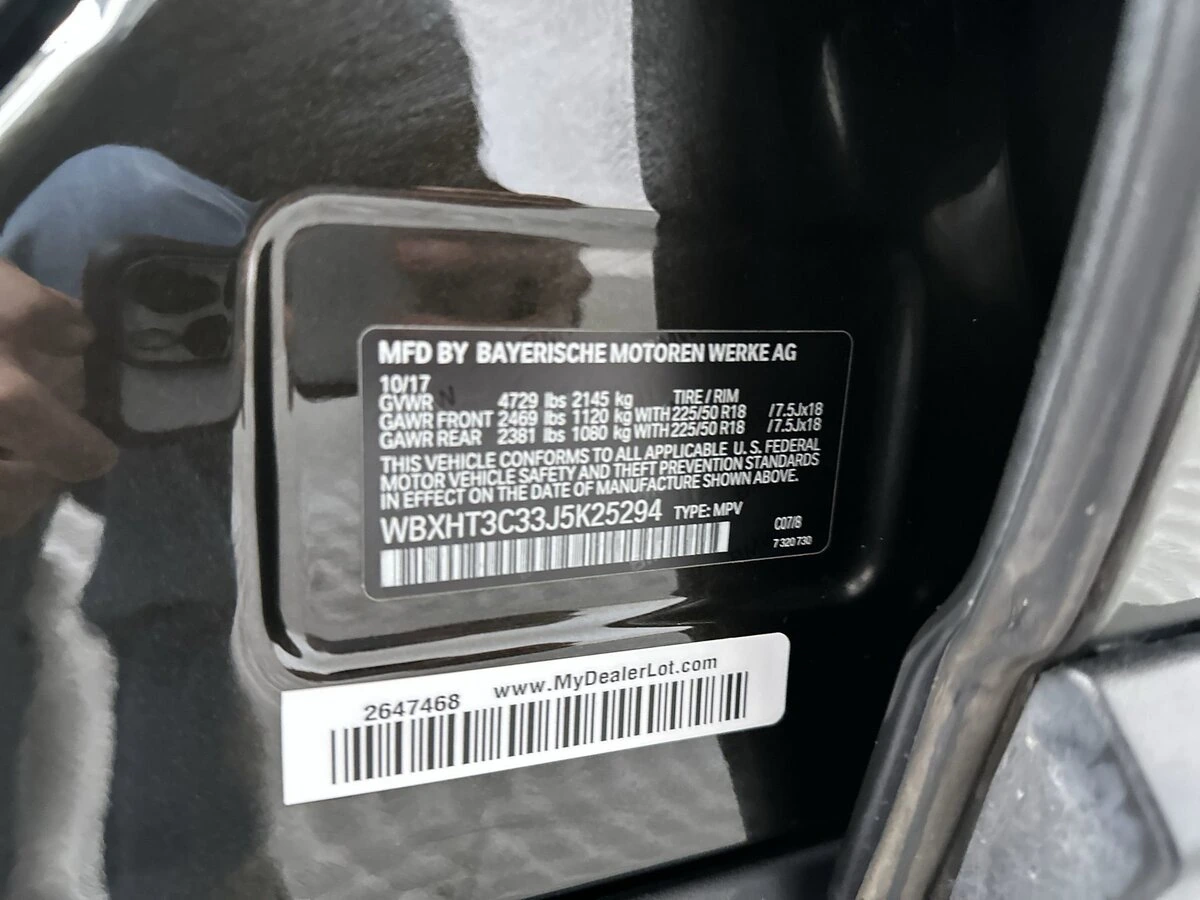 MFD BY BAYERISCHE MOTOREN WERKE AG
10/17
GVWR 4729 lbs 2145 kg TIRE / RIM
GAWR FRONT 2469 lbs 1120 kg WITH 225/50 R18 /7.5Jx18
GAWR REAR 2381 lbs 1080 kg WITH 225/50 R18 /7.5Jx18
THIS VEHICLE CONFORMS TO ALL APPLICABLE U. S. FEDERAL
MOTOR VEHICLE SAFETY AND THEFT PREVENTION STANDARDS
IN EFFECT ON THE DATE OF MANUFACTURE SHOWN ABOVE.
WBXHT3C33J5K25294 TYPE: MPV C07/8
7 320 730
2647468 www.MyDealerLot.com